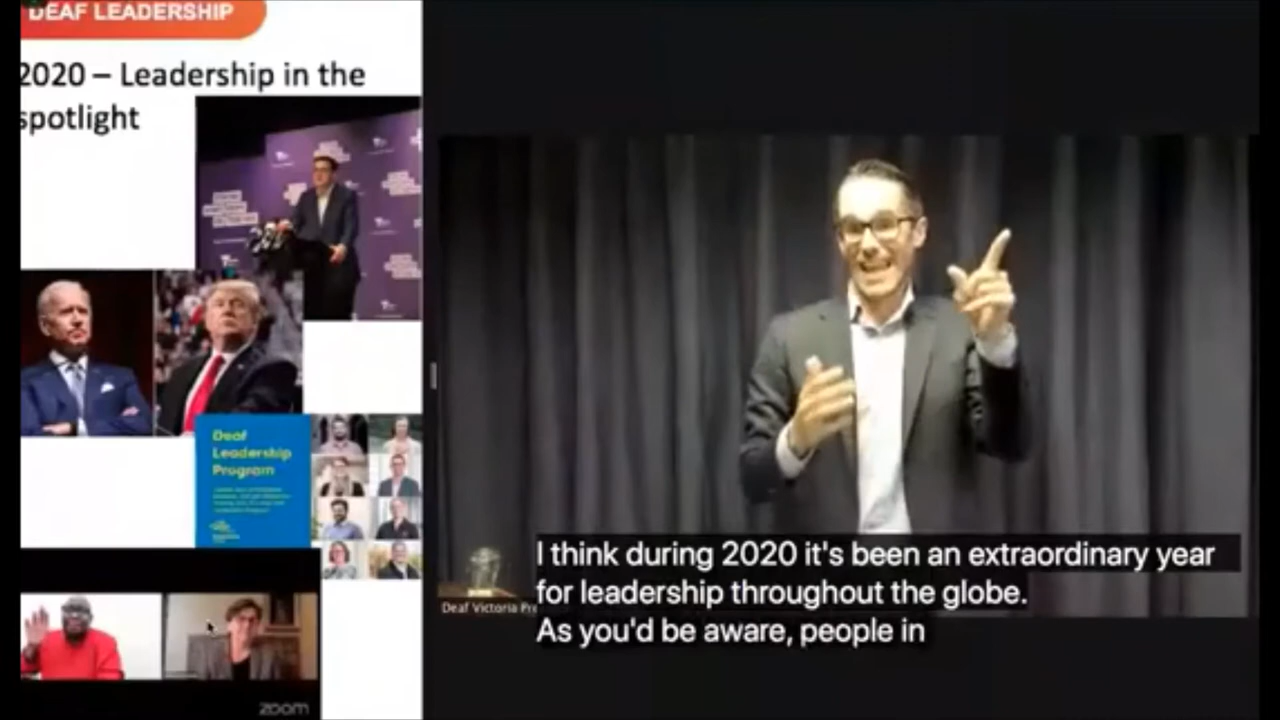 DEAF LEADERSHIP
2020 – Leadership in the
spotlight
Deaf
Leadership
Program
zoom
Deaf Victoria Pre
I think during 2020 it's been an extraordinary year
for leadership throughout the globe.
As you'd be aware, people in